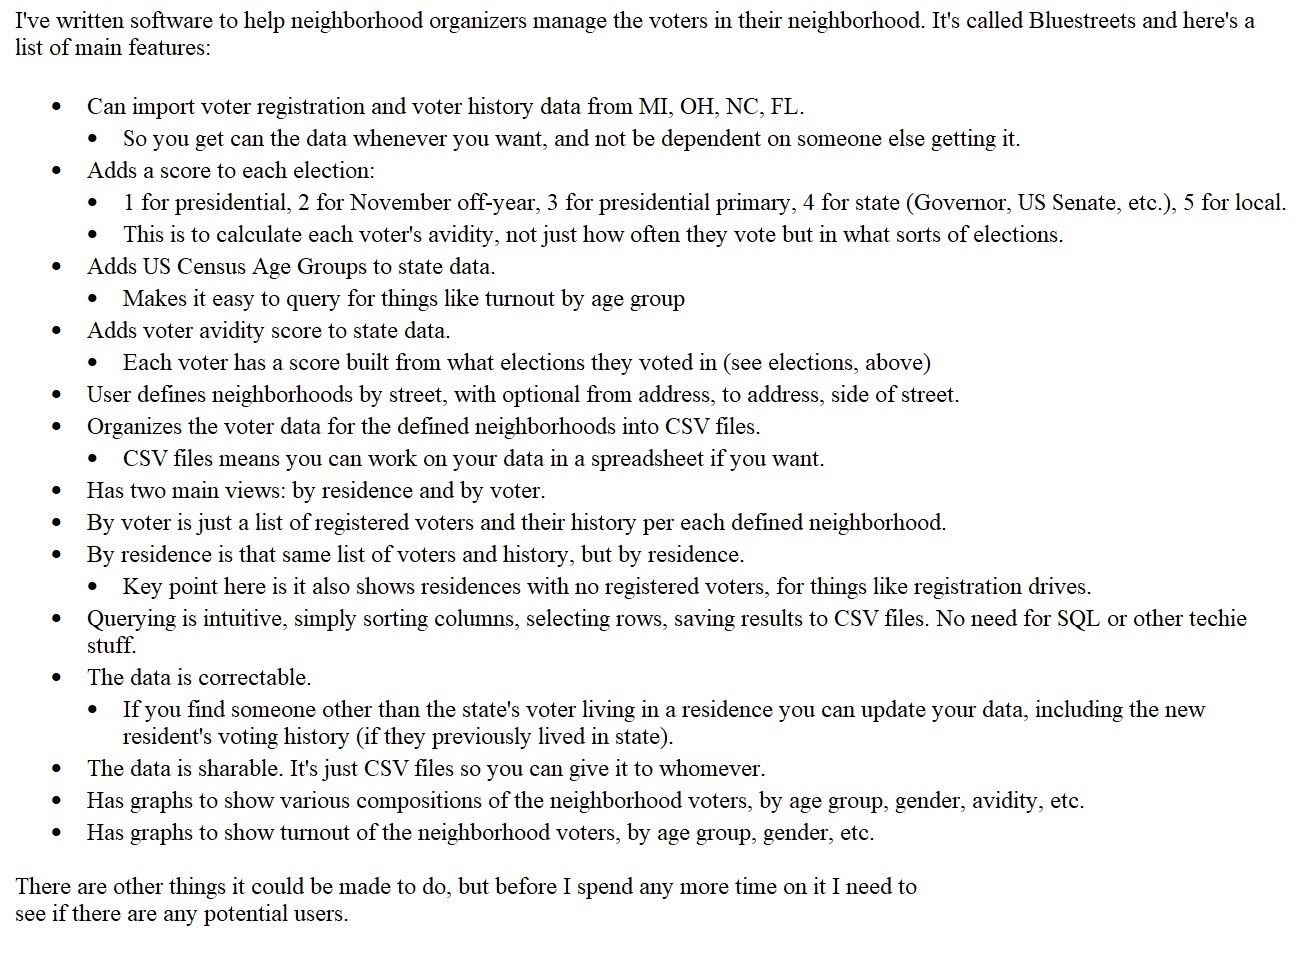 I've written software to help neighborhood organizers manage the voters in their neighborhood. It's called Bluestreets and here's a
list of main features:
• Can import voter registration and voter history data from MI, OH, NC, FL.
• So you get can the data whenever you want, and not be dependent on someone else getting it.
• Adds a score to each election:
• 1 for presidential, 2 for November off-year, 3 for presidential primary, 4 for state (Governor, US Senate, etc.), 5 for local.
• This is to calculate each voter's avidity, not just how often they vote but in what sorts of elections.
• Adds US Census Age Groups to state data.
• Makes it easy to query for things like turnout by age group
• Adds voter avidity score to state data.
• Each voter has a score built from what elections they voted in (see elections, above)
• User defines neighborhoods by street, with optional from address, to address, side of street.
• Organizes the voter data for the defined neighborhoods into CSV files.
• CSV files means you can work on your data in a spreadsheet if you want.
• Has two main views: by residence and by voter.
• By voter is just a list of registered voters and their history per each defined neighborhood.
• By residence is that same list of voters and history, but by residence.
• Key point here is it also shows residences with no registered voters, for things like registration drives.
• Querying is intuitive, simply sorting columns, selecting rows, saving results to CSV files. No need for SQL or other techie
stuff.
• The data is correctable.
• If you find someone other than the state's voter living in a residence you can update your data, including the new
resident's voting history (if they previously lived in state).
• The data is sharable. It's just CSV files so you can give it to whomever.
• Has graphs to show various compositions of the neighborhood voters, by age group, gender, avidity, etc.
• Has graphs to show turnout of the neighborhood voters, by age group, gender, etc.
There are other things it could be made to do, but before I spend any more time on it I need to
see if there are any potential users.